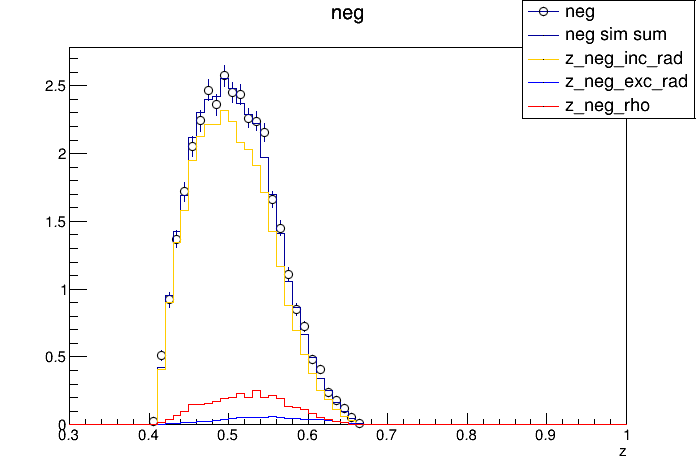 neg
neg
neg sim sum
z_neg_inc_rad
z_neg_exc_rad
z_neg_rho
2.5
2
1.5
1
0.5
0
0.3
0.4
0.5
0.6
0.7
0.8
0.9
1
z